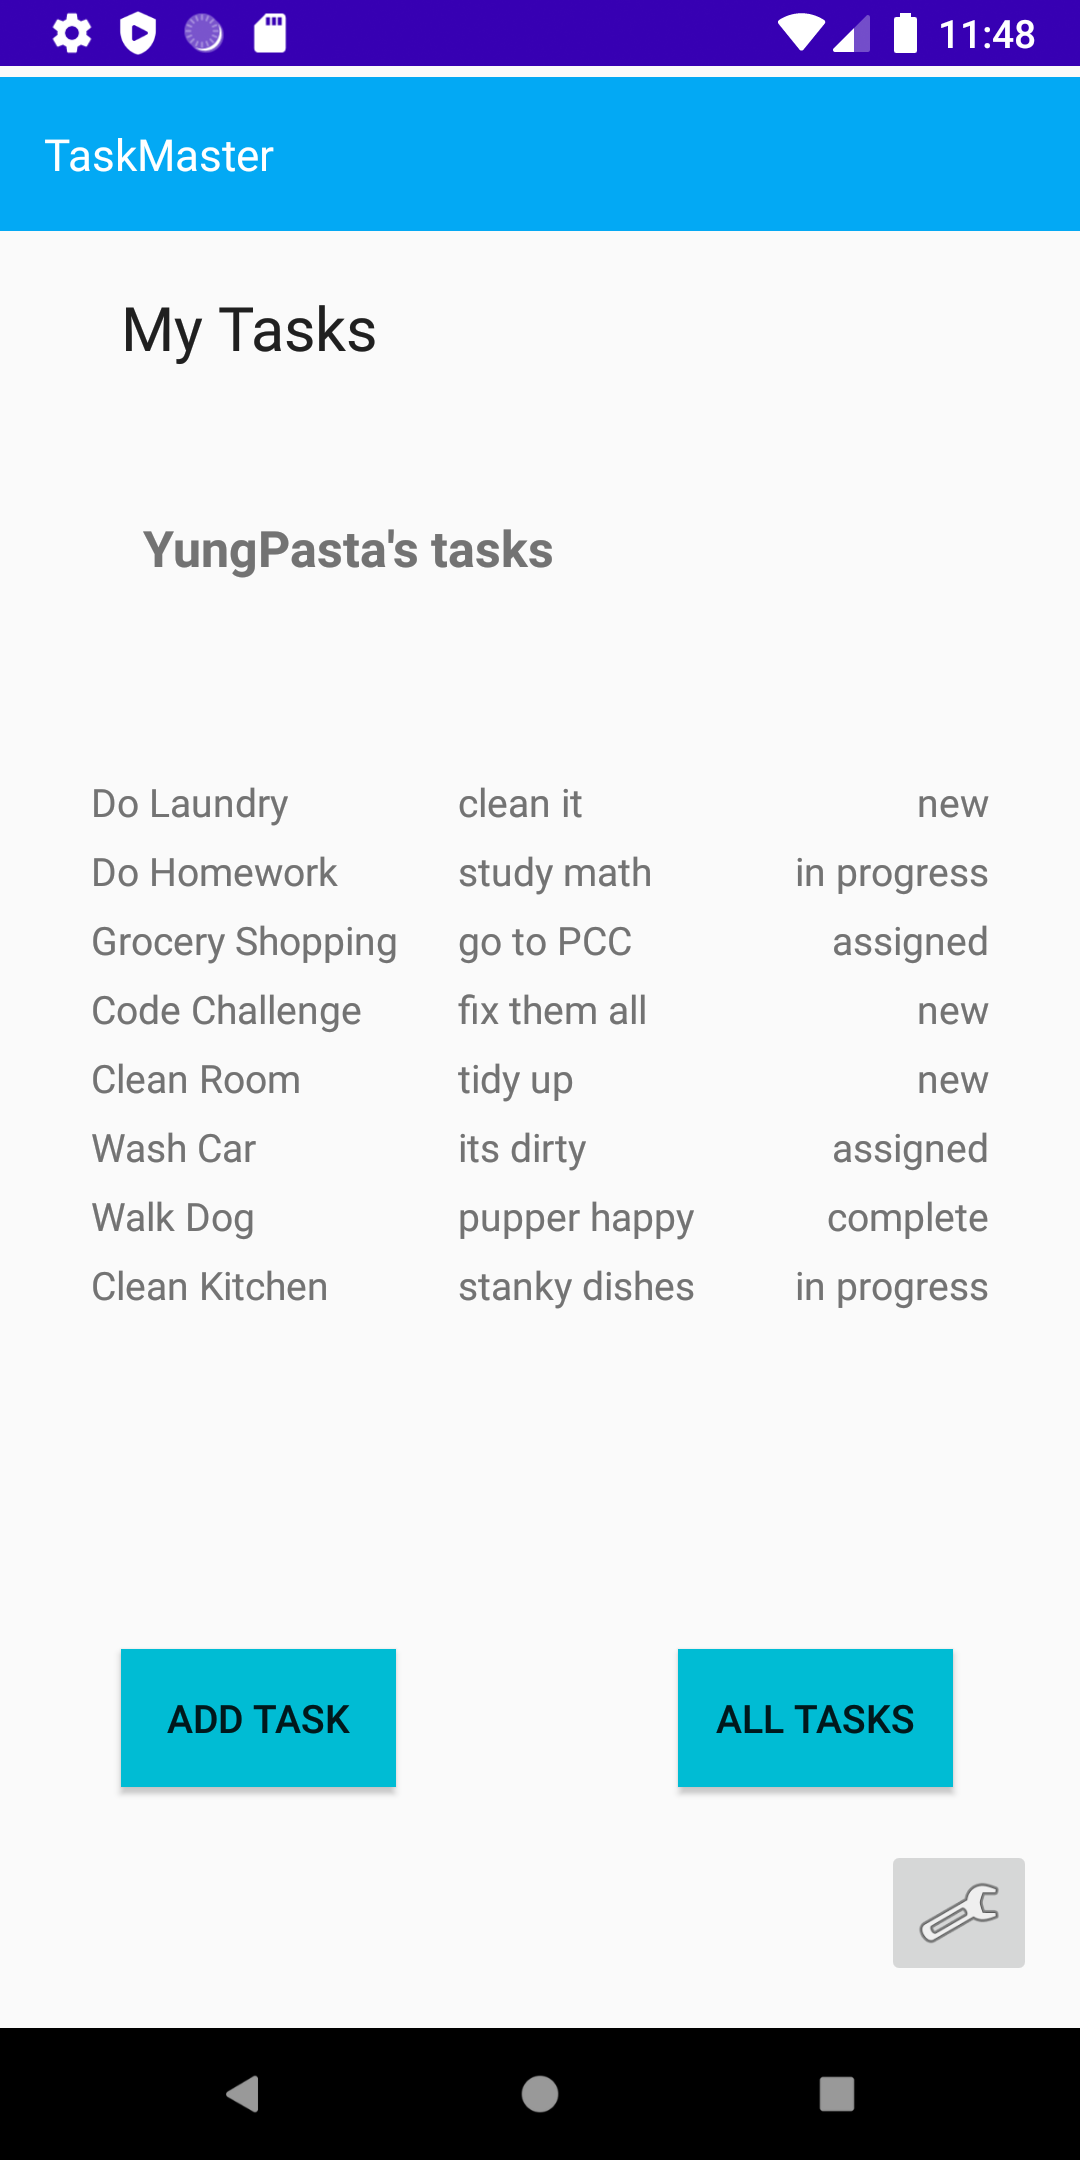 11:48
TaskMaster
My Tasks
YungPasta's tasks
Do Laundry clean it new
Do Homework study math in progress
Grocery Shopping go to PCC assigned
Code Challenge fix them all new
Clean Room tidy up new
Wash Car its dirty assigned
Walk Dog pupper happy complete
Clean Kitchen stanky dishes in progress
ADD TASK ALL TASKS